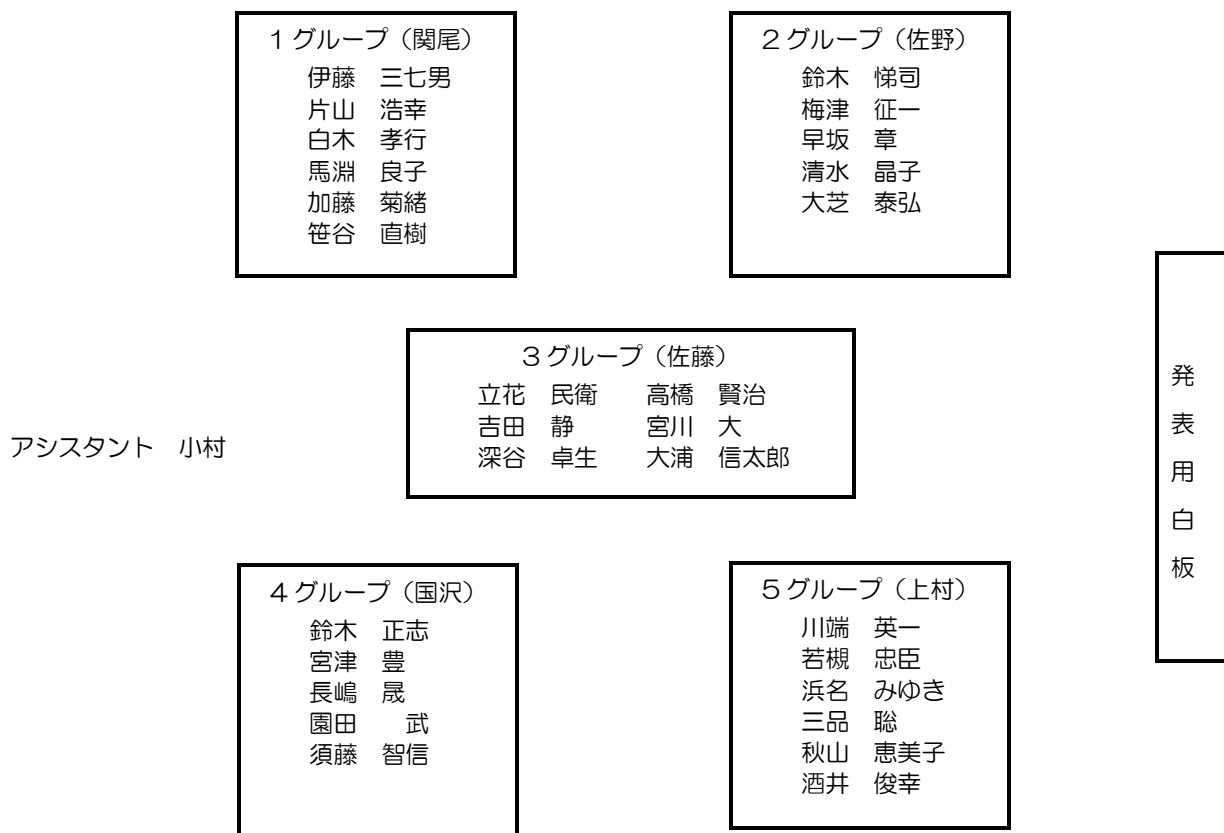 1グループ（関尾）
伊藤　三七男
片山　浩幸
白木　孝行
馬淵　良子
加藤　菊緒
笹谷　直樹
2グループ（佐野）
鈴木　悌司
梅津　征一
早坂　章
清水　晶子
大芝　泰弘
3グループ（佐藤）
立花　民衛　　高橋　賢治
吉田　静　　宮川　大
深谷　卓生　　大浦　信太郎
アシスタント　小村
4グループ（国沢）
鈴木　正志
宮津　豊
長嶋　晟
園田　　武
須藤　智信
5グループ（上村）
川端　英一
若槻　忠臣
浜名　みゆき
三品　聡
秋山　恵美子
酒井　俊幸
発表用白板